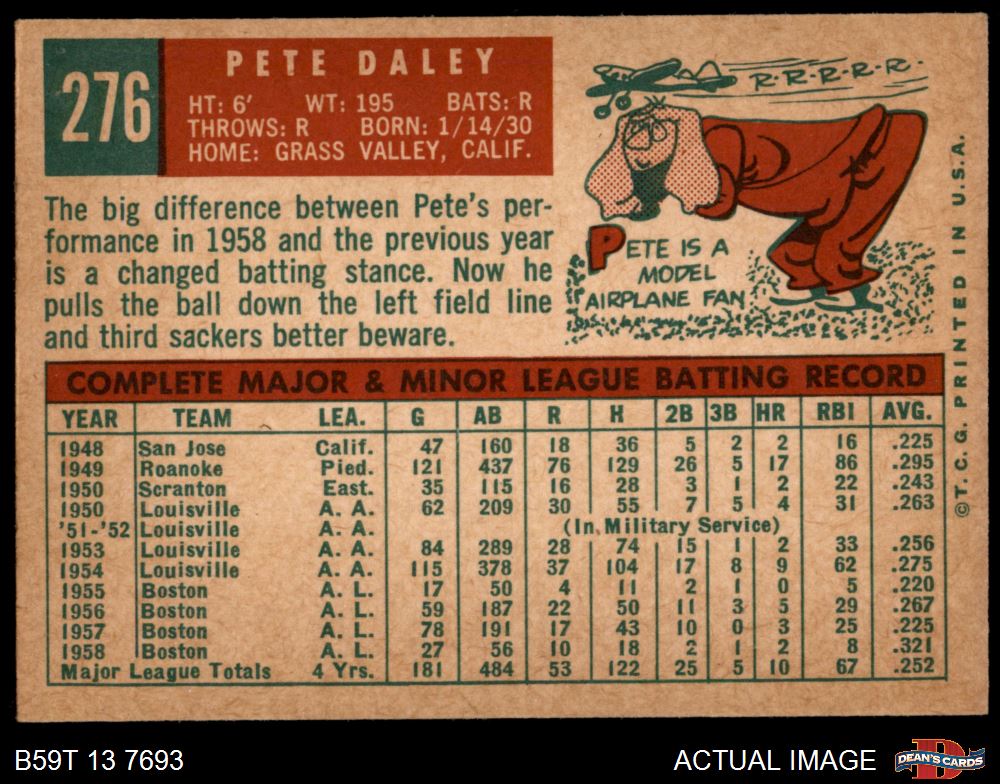 276
PETE DALEY
HT: 6' WT: 195 BATS: R
THROWS: R BORN: 1/14/30
HOME: GRASS VALLEY, CALIF.
The big difference between Pete's per-
formance in 1958 and the previous year
is a changed batting stance. Now he
pulls the ball down the left field line
and third sackers better beware.
R-R-R-R-R-R-
PETE IS A
MODEL
AIRPLANE FAN
COMPLETE MAJOR & MINOR LEAGUE BATTING RECORD
YEAR TEAM LEA. G AB R H 2B 3B HR RBI AVG.
1948 San Jose Calif. 47 160 18 36 5 2 2 16 .225
1949 Roanoke Pied. 121 437 76 129 26 5 17 86 .295
1950 Scranton East. 35 115 16 28 3 1 2 22 .243
1950 Louisville A. A. 62 209 30 55 7 5 4 31 .263
'51-'52 Louisville A. A. (In Military Service)
1953 Louisville A. A. 84 289 28 74 15 1 2 33 .256
1954 Louisville A. A. 115 378 37 104 17 8 9 62 .275
1955 Boston A. L. 17 50 4 11 2 1 0 5 .220
1956 Boston A. L. 59 187 22 50 11 3 5 29 .267
1957 Boston A. L. 78 191 17 43 10 0 3 25 .225
1958 Boston A. L. 27 56 10 18 2 1 2 8 .321
Major League Totals 4 Yrs. 181 484 53 122 25 5 10 67 .252
©T. C. G. PRINTED IN U.S.A.
B59T 13 7693
ACTUAL IMAGE
D
DEAN'S CARDS